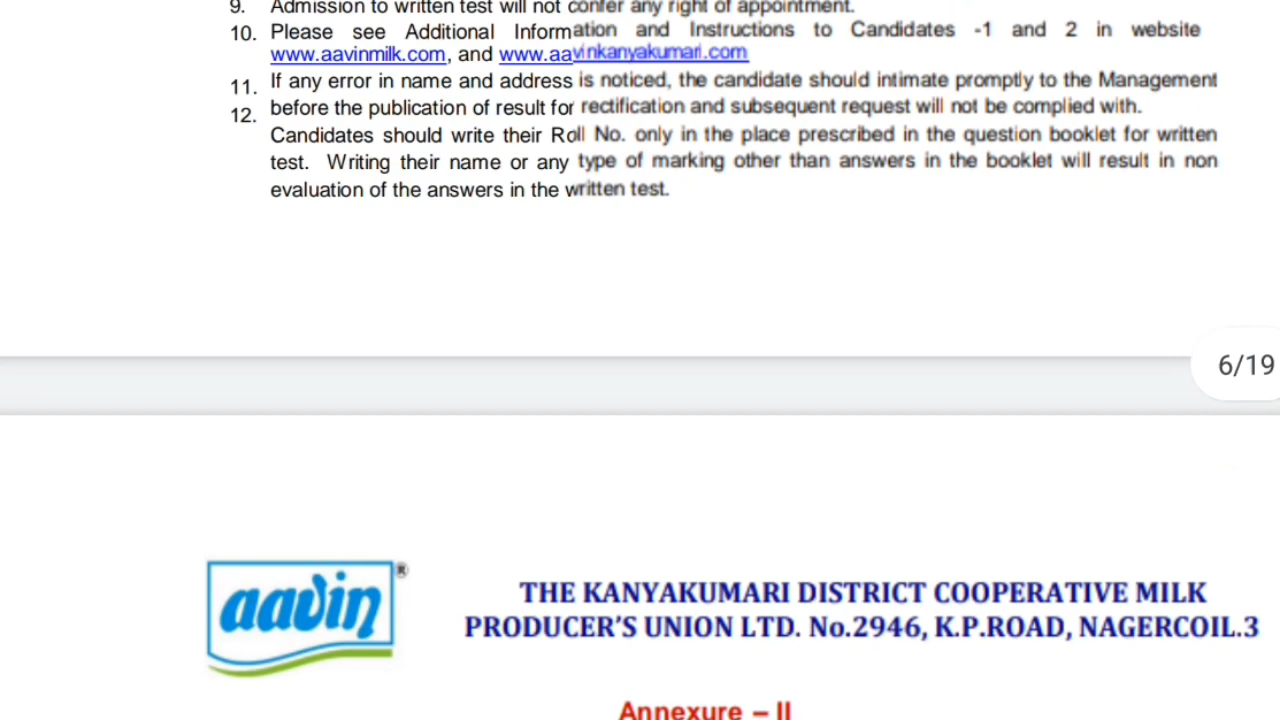 9. Admission to written test will not confer any right of appointment.
10. Please see Additional Information and Instructions to Candidates -1 and 2 in website
www.aavinmilk.com, and www.aavinkanyakumari.com
11. If any error in name and address is noticed, the candidate should intimate promptly to the Management
12. before the publication of result for rectification and subsequent request will not be complied with.
Candidates should write their Roll No. only in the place prescribed in the question booklet for written
test. Writing their name or any type of marking other than answers in the booklet will result in non
evaluation of the answers in the written test.
6/19
aavin ®
THE KANYAKUMARI DISTRICT COOPERATIVE MILK
PRODUCER'S UNION LTD. No.2946, K.P.ROAD, NAGERCOIL.3
Annexure – II